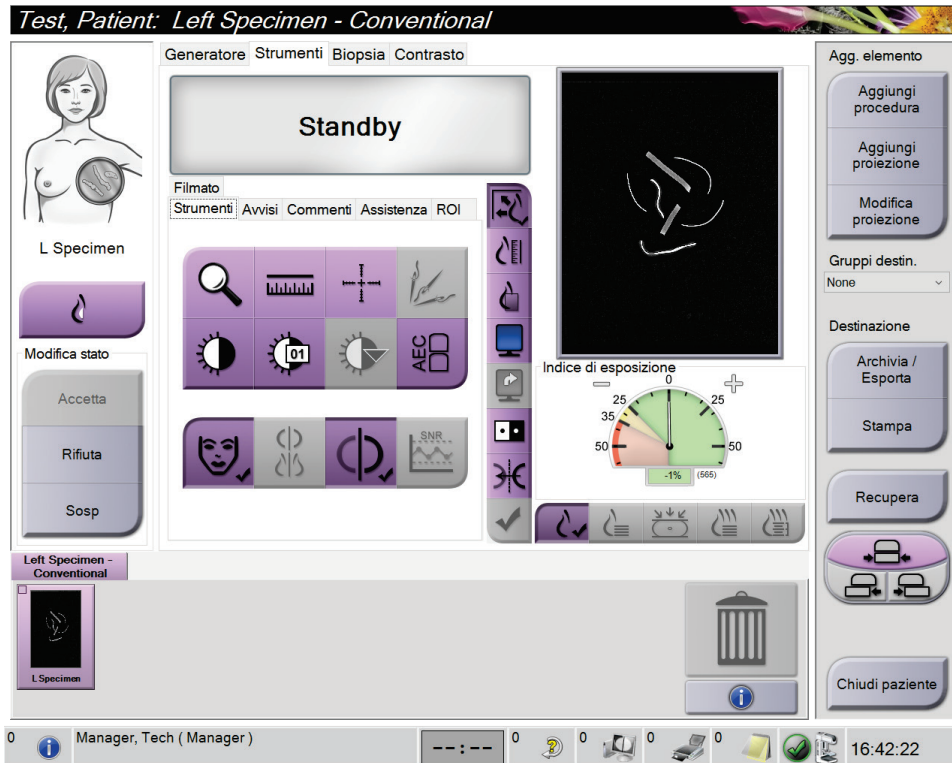 Test, Patient: Left Specimen - Conventional
Generatore Strumenti Biopsia Contrasto
Standby
Filmato
Strumenti Avvisi Commenti Assistenza ROI
01
AEC
SNR
L Specimen
Modifica stato
Accetta
Rifiuta
Sosp
Indice di esposizione
0
25 25
35
50 50
-1% (565)
Agg. elemento
Aggiungi
procedura
Aggiungi
proiezione
Modifica
proiezione
Gruppi destin.
None
Destinazione
Archivia /
Esporta
Stampa
Recupera
Chiudi paziente
Left Specimen -
Conventional
L Specimen
0 Manager, Tech ( Manager ) --:-- 0 0 0 0 16:42:22